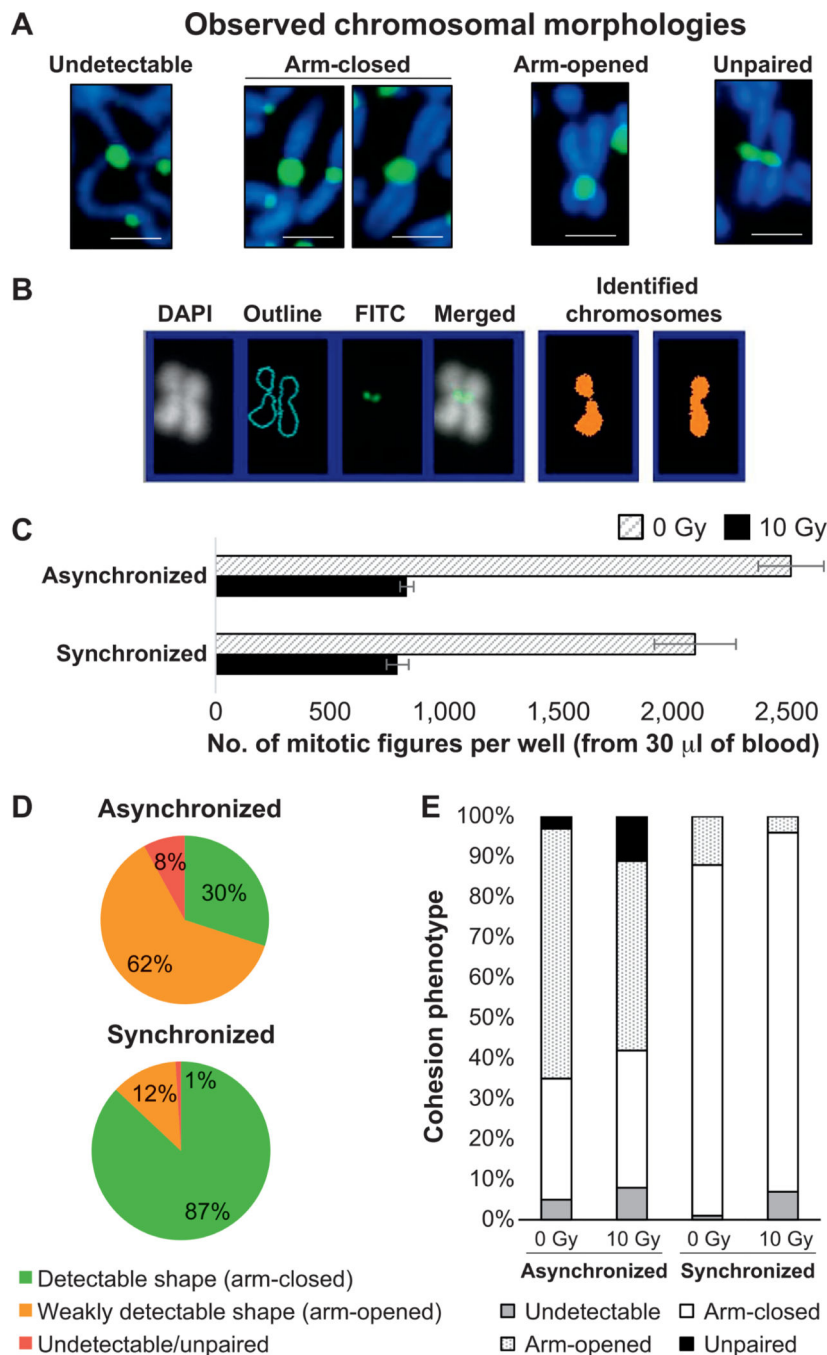 A
Observed chromosomal morphologies
Undetectable Arm-closed Arm-opened Unpaired
B
DAPI Outline FITC Merged Identified chromosomes
C
0 Gy 10 Gy
Asynchronized
Synchronized
0 500 1,000 1,500 2,000 2,500
No. of mitotic figures per well (from 30 μl of blood)
D
Asynchronized
8%
30%
62%
Synchronized
12% 1%
87%
Detectable shape (arm-closed)
Weakly detectable shape (arm-opened)
Undetectable/unpaired
E
Cohesion phenotype
100%
90%
80%
70%
60%
50%
40%
30%
20%
10%
0%
0 Gy 10 Gy 0 Gy 10 Gy
Asynchronized Synchronized
Undetectable Arm-closed
Arm-opened Unpaired